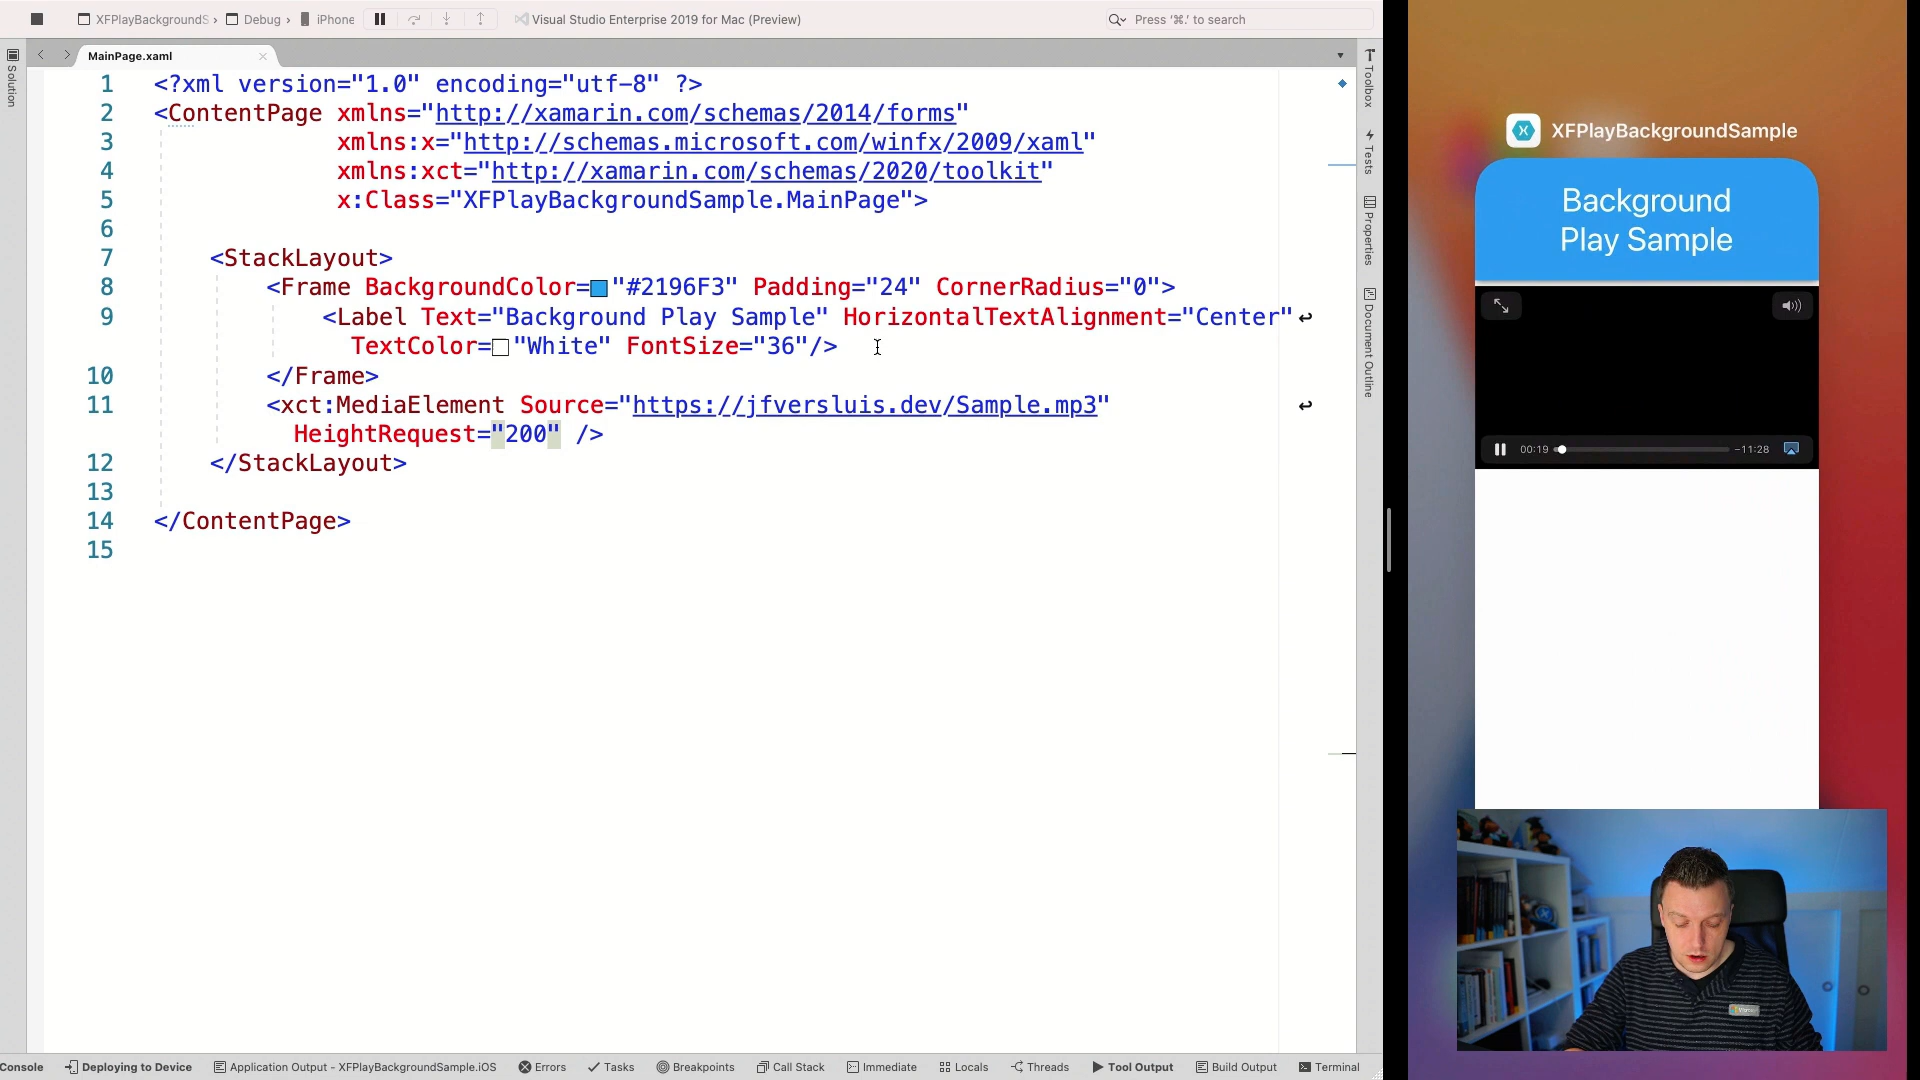 XFPlayBackgroundS › Debug › iPhone
Visual Studio Enterprise 2019 for Mac (Preview)
Press '⌘.' to search
Solution
MainPage.xaml
1 <?xml version="1.0" encoding="utf-8" ?>
2 <ContentPage xmlns="http://xamarin.com/schemas/2014/forms"
3 xmlns:x="http://schemas.microsoft.com/winfx/2009/xaml"
4 xmlns:xct="http://xamarin.com/schemas/2020/toolkit"
5 x:Class="XFPlayBackgroundSample.MainPage">
6
7 <StackLayout>
8 <Frame BackgroundColor="#2196F3" Padding="24" CornerRadius="0">
9 <Label Text="Background Play Sample" HorizontalTextAlignment="Center"
TextColor="White" FontSize="36"/>
10 </Frame>
11 <xct:MediaElement Source="https://jfversluis.dev/Sample.mp3"
HeightRequest="200" />
12 </StackLayout>
13
14 </ContentPage>
15
Toolbox
Tests
Properties
Document Outline
XFPlayBackgroundSample
Background
Play Sample
00:19 −11:28
Console Deploying to Device Application Output - XFPlayBackgroundSample.iOS Errors Tasks Breakpoints Call Stack Immediate Locals Threads Tool Output Build Output Terminal